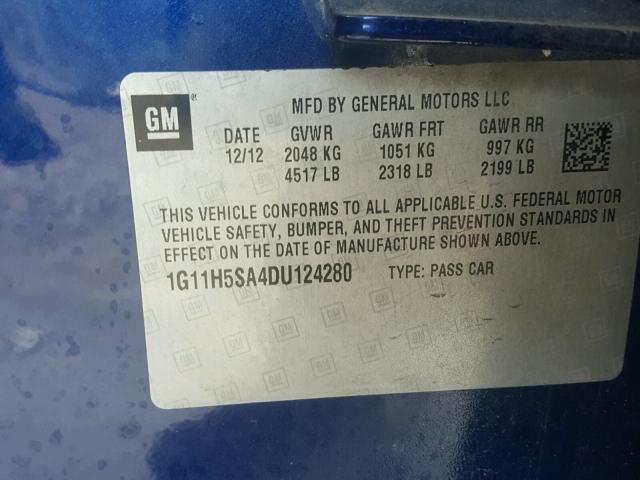 GM
MFD BY GENERAL MOTORS LLC
DATE GVWR GAWR FRT GAWR RR
12/12 2048 KG 1051 KG 997 KG
4517 LB 2318 LB 2199 LB
THIS VEHICLE CONFORMS TO ALL APPLICABLE U.S. FEDERAL MOTOR
VEHICLE SAFETY, BUMPER, AND THEFT PREVENTION STANDARDS IN
EFFECT ON THE DATE OF MANUFACTURE SHOWN ABOVE.
1G11H5SA4DU124280 TYPE: PASS CAR